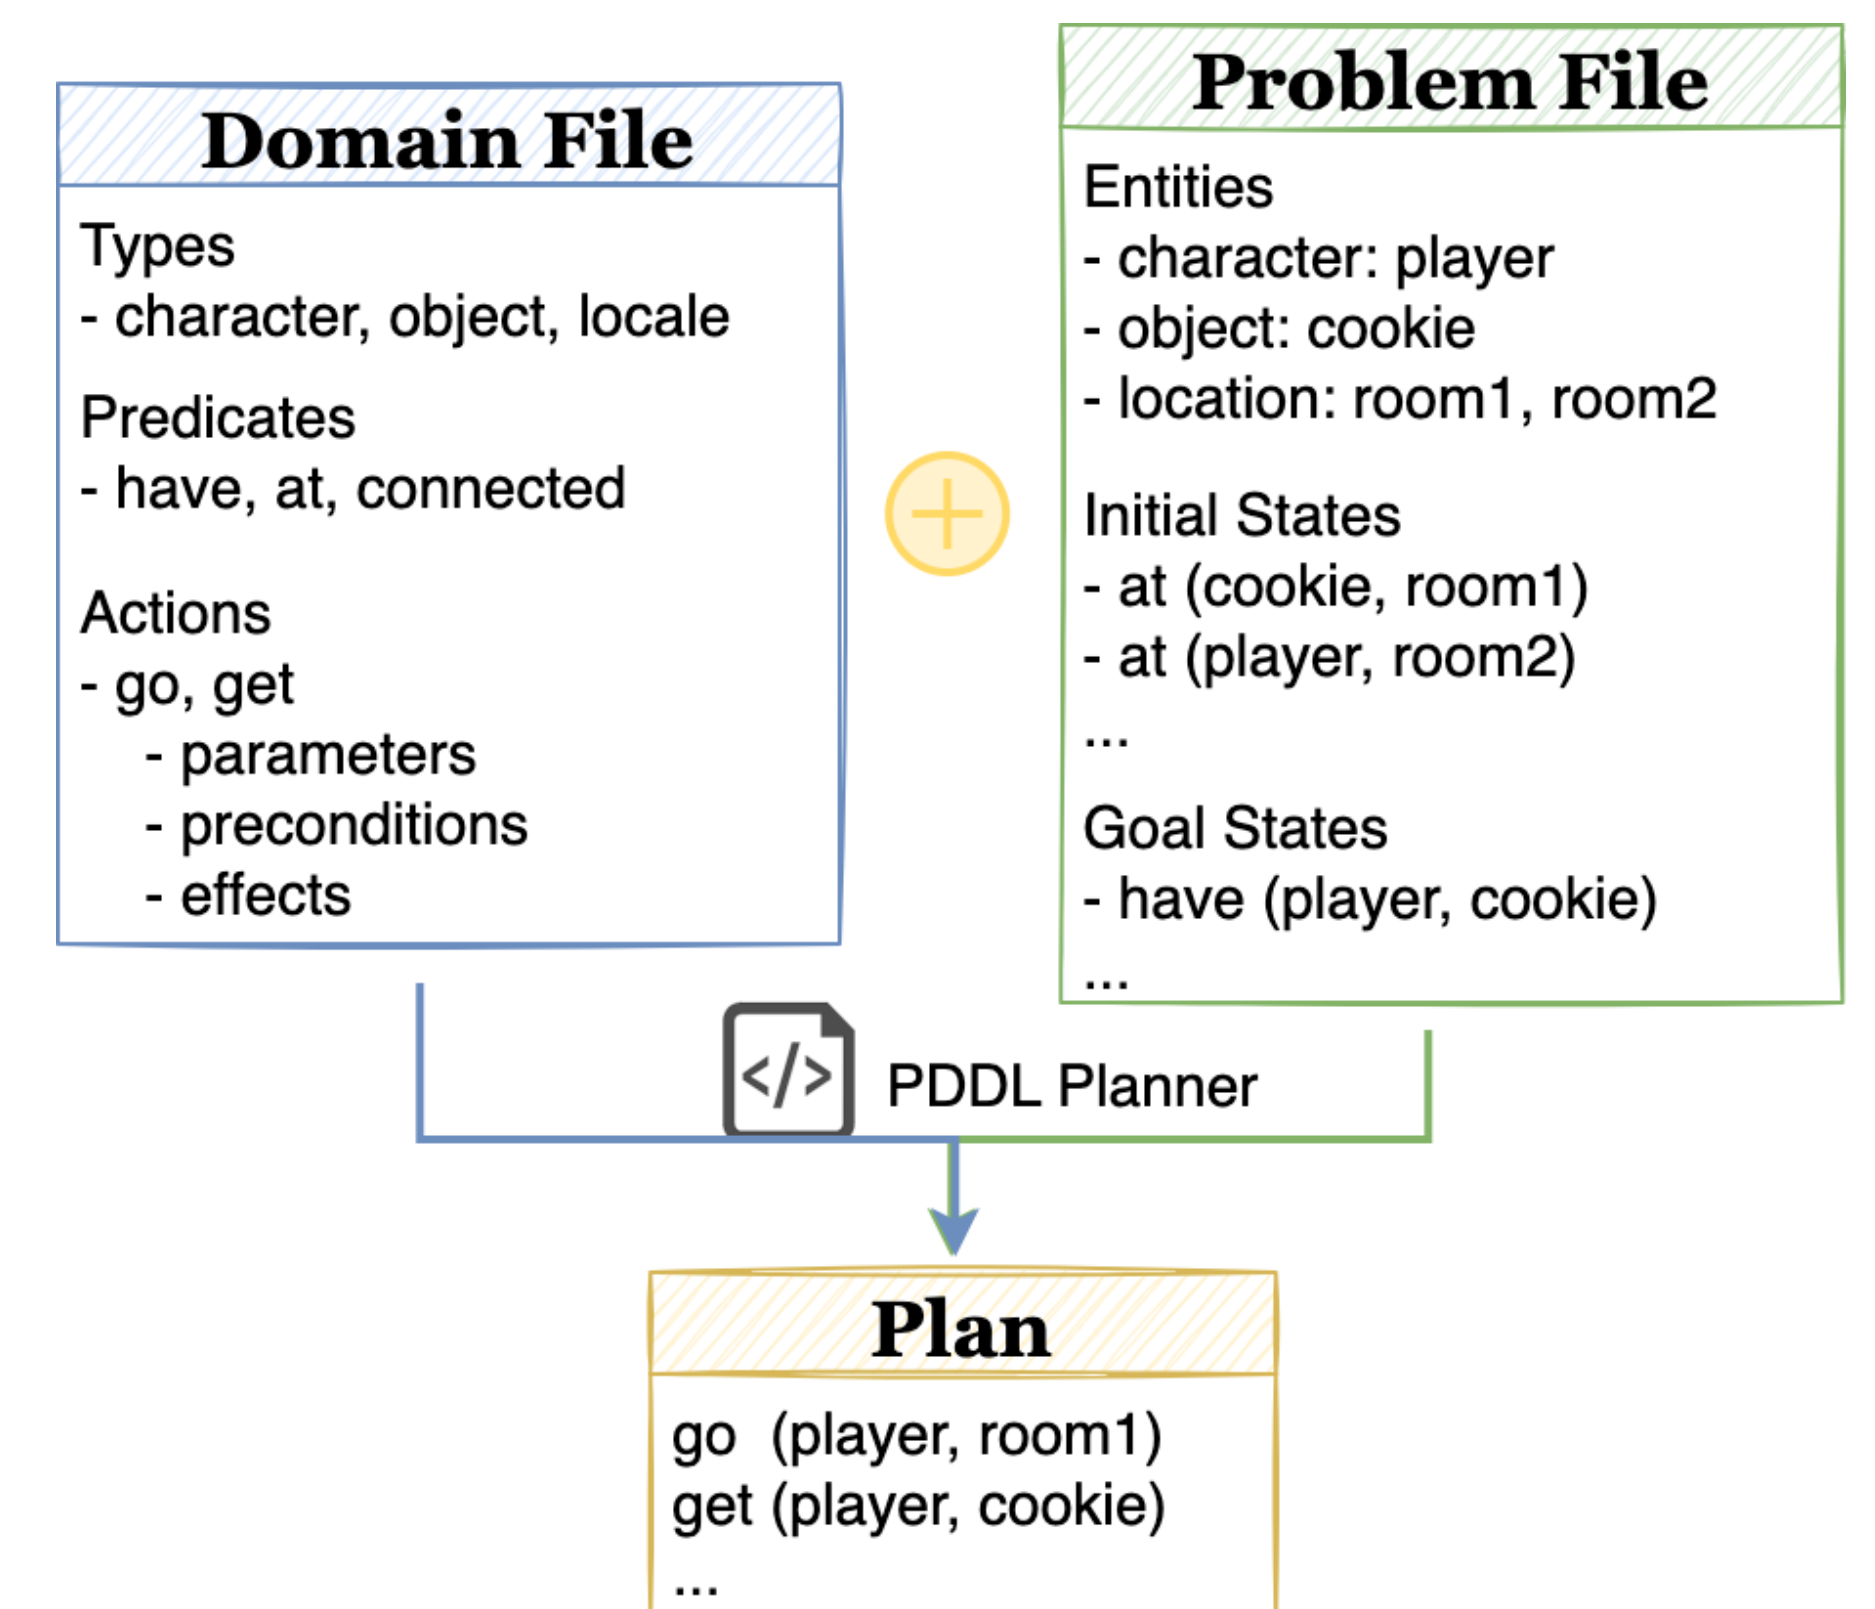 Domain File
Types
- character, object, locale
Predicates
- have, at, connected
Actions
- go, get
- parameters
- preconditions
- effects
Problem File
Entities
- character: player
- object: cookie
- location: room1, room2
Initial States
- at (cookie, room1)
- at (player, room2)
...
Goal States
- have (player, cookie)
...
</> PDDL Planner
Plan
go (player, room1)
get (player, cookie)
...